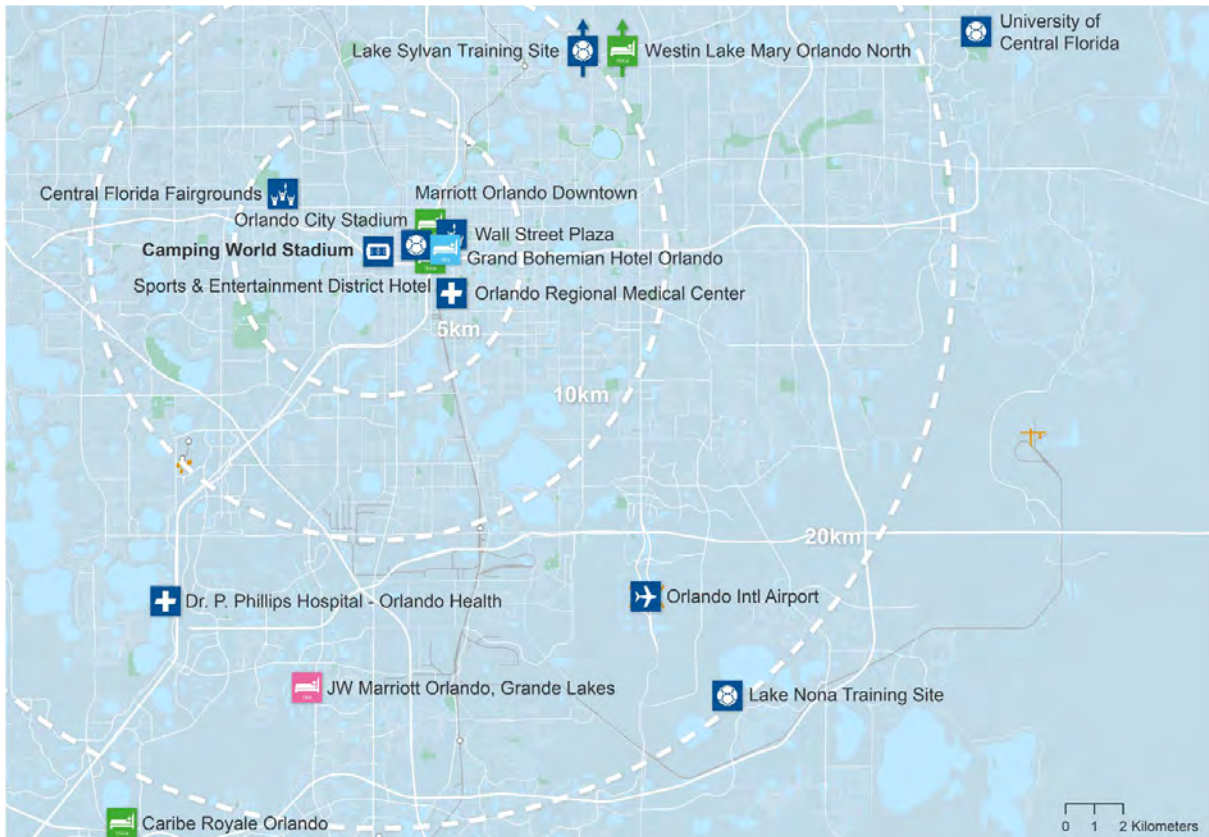 Lake Sylvan Training Site
Westin Lake Mary Orlando North
University of
Central Florida
Central Florida Fairgrounds
Marriott Orlando Downtown
Orlando City Stadium
Wall Street Plaza
Camping World Stadium
Grand Bohemian Hotel Orlando
Sports & Entertainment District Hotel
Orlando Regional Medical Center
5km
10km
20km
Dr. P. Phillips Hospital - Orlando Health
Orlando Intl Airport
JW Marriott Orlando, Grande Lakes
Lake Nona Training Site
Caribe Royale Orlando
0 1 2 Kilometers